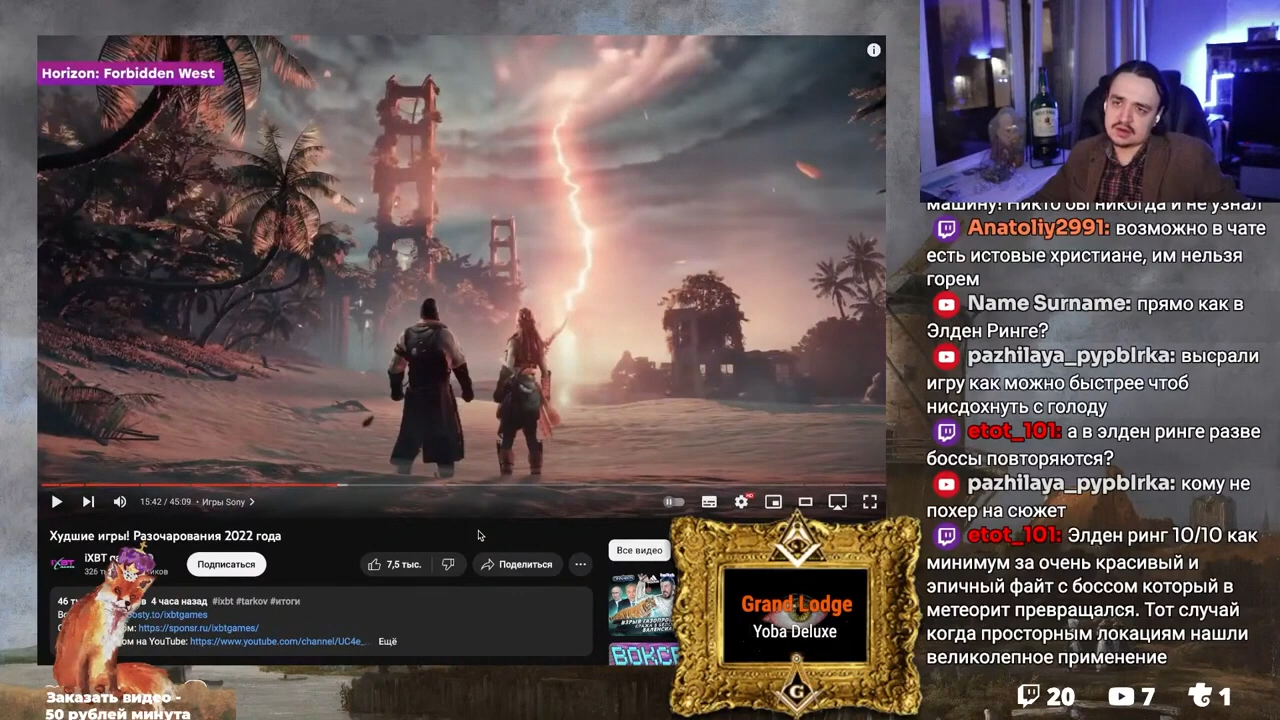 Horizon: Forbidden West
15:42 / 45:09 • Игры Sony
Худшие игры! Разочарования 2022 года
iXBT
326
Подписаться
7,5 тыс.
Поделиться
Все видео
4 часа назад #ixbt #tarkov #итоги
/ixbtgames
https://sponsr.ru/ixbtgames/
на YouTube: https://www.youtube.com/channel/UC4e_...
Ещё
Заказать видео -
50 рублей минута
Grand Lodge
Yoba Deluxe
G
машину! Никто бы никогда и не узнал
Anatoliy2991: возможно в чате
есть истовые христиане, им нельзя
горем
Name Surname: прямо как в
Элден Ринге?
pazhilaya_pypbIrka: высрали
игру как можно быстрее чтоб
нисдохнуть с голоду
etot_101: а в элден ринге разве
боссы повторяются?
pazhilaya_pypbIrka: кому не
похер на сюжет
etot_101: Элден ринг 10/10 как
минимум за очень красивый и
эпичный файт с боссом который в
метеорит превращался. Тот случай
когда просторным локациям нашли
великолепное применение
20
7
1